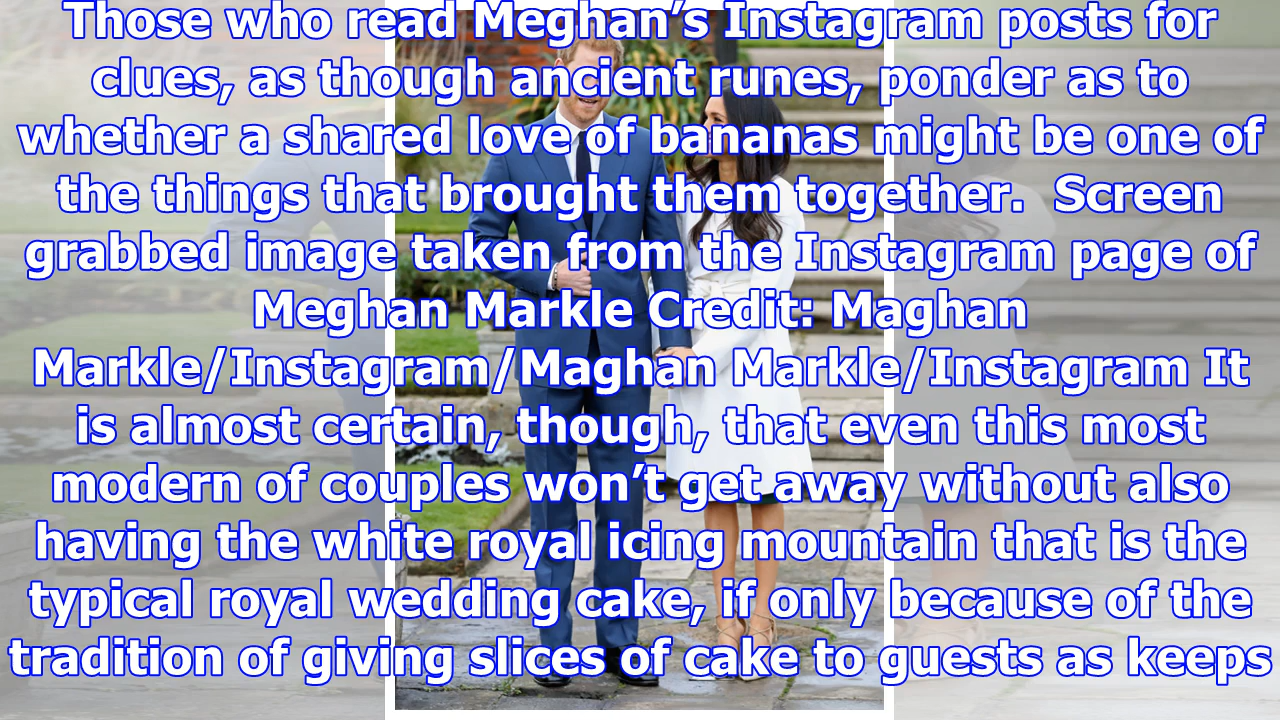 Those who read Meghan’s Instagram posts for
clues, as though ancient runes, ponder as to
whether a shared love of bananas might be one of
the things that brought them together.  Screen
grabbed image taken from the Instagram page of
Meghan Markle Credit: Maghan
Markle/Instagram/Maghan Markle/Instagram It
is almost certain, though, that even this most
modern of couples won’t get away without also
having the white royal icing mountain that is the
typical royal wedding cake, if only because of the
tradition of giving slices of cake to guests as keeps